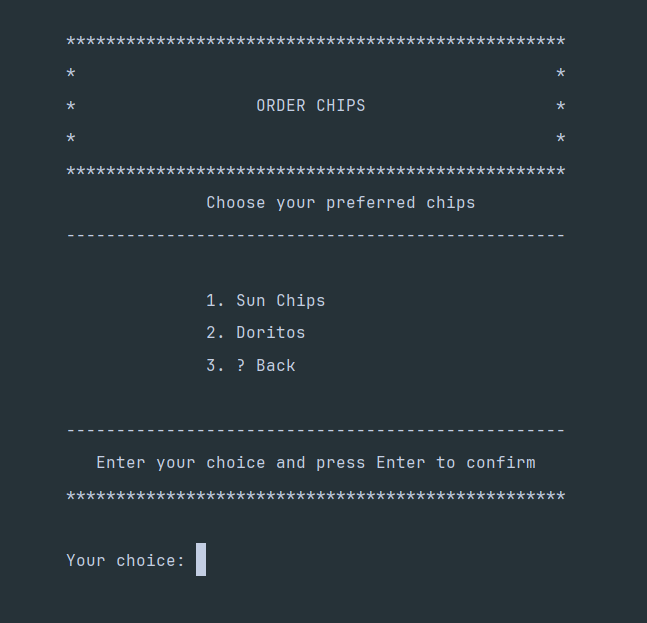 **************************************************
*                                                *
*                  ORDER CHIPS                   *
*                                                *
**************************************************
              Choose your preferred chips
--------------------------------------------------
              1. Sun Chips
              2. Doritos
              3. ? Back
--------------------------------------------------
   Enter your choice and press Enter to confirm
**************************************************
Your choice: